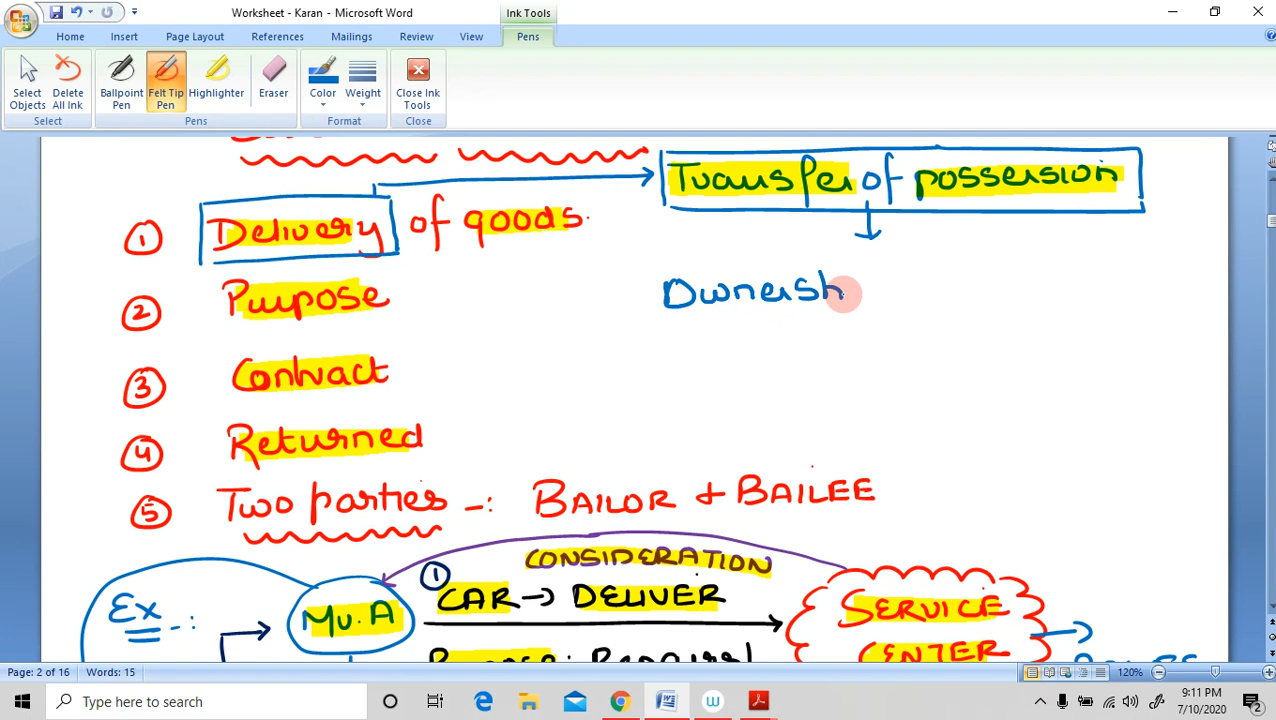 Worksheet - Karan - Microsoft Word
Ink Tools
Home Insert Page Layout References Mailings Review View Pens
Select Objects
Delete All Ink
Ballpoint Pen
Felt Tip Pen
Highlighter
Eraser
Color
Weight
Close Ink Tools
Select Pens Format Close
Transfer of possession
① Delivery of goods.
② Purpose
Ownersh
③ Contract
④ Returned
⑤ Two parties -: BAILOR + BAILEE
CONSIDERATION
Ex -:
Mr. A
① CAR → DELIVER
SERVICE
CENTER
Page: 2 of 16 Words: 15 120%
Type here to search
9:11 PM
7/10/2020
2